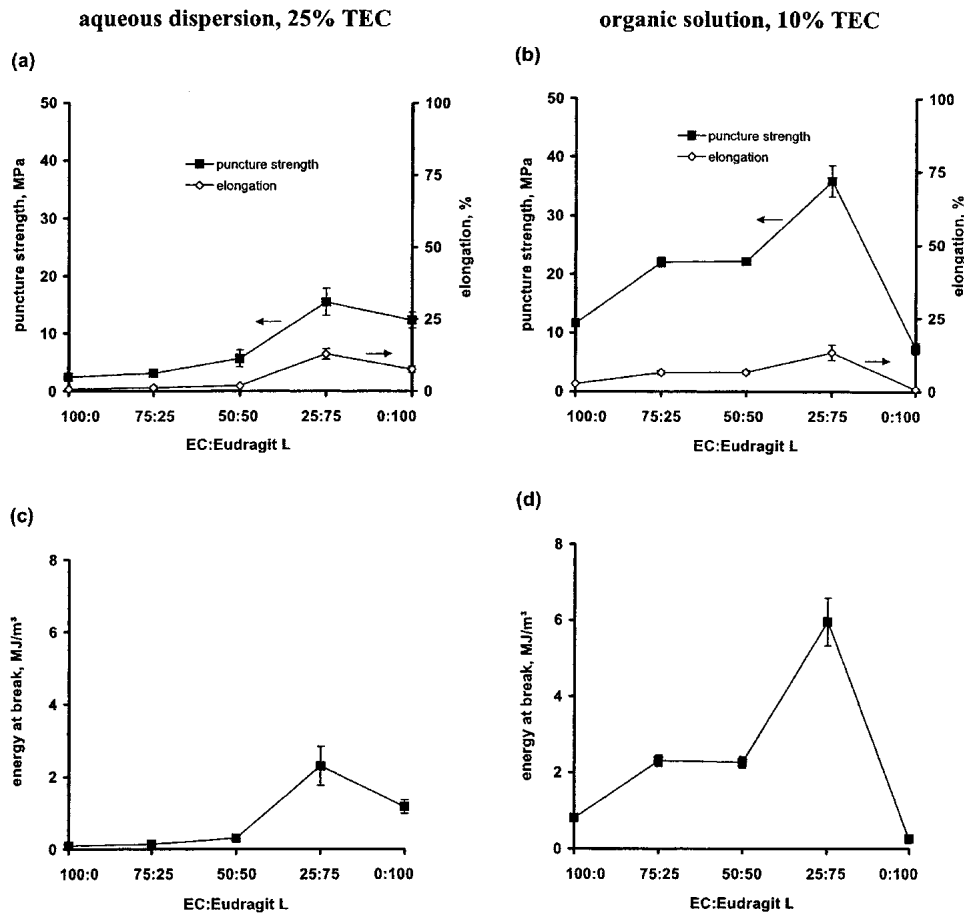 aqueous dispersion, 25% TEC
organic solution, 10% TEC
(a)
50
40
30
20
10
0
puncture strength, MPa
puncture strength
elongation
100
75
50
25
0
elongation, %
100:0 75:25 50:50 25:75 0:100
EC:Eudragit L
(b)
50
40
30
20
10
0
puncture strength, MPa
puncture strength
elongation
100
75
50
25
0
elongation, %
100:0 75:25 50:50 25:75 0:100
EC:Eudragit L
(c)
8
6
4
2
0
energy at break, MJ/m³
100:0 75:25 50:50 25:75 0:100
EC:Eudragit L
(d)
8
6
4
2
0
energy at break, MJ/m³
100:0 75:25 50:50 25:75 0:100
EC:Eudragit L